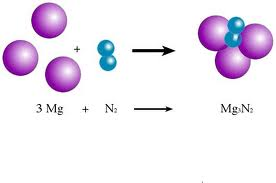 +
3 Mg + N₂ ⟶ Mg₃N₂